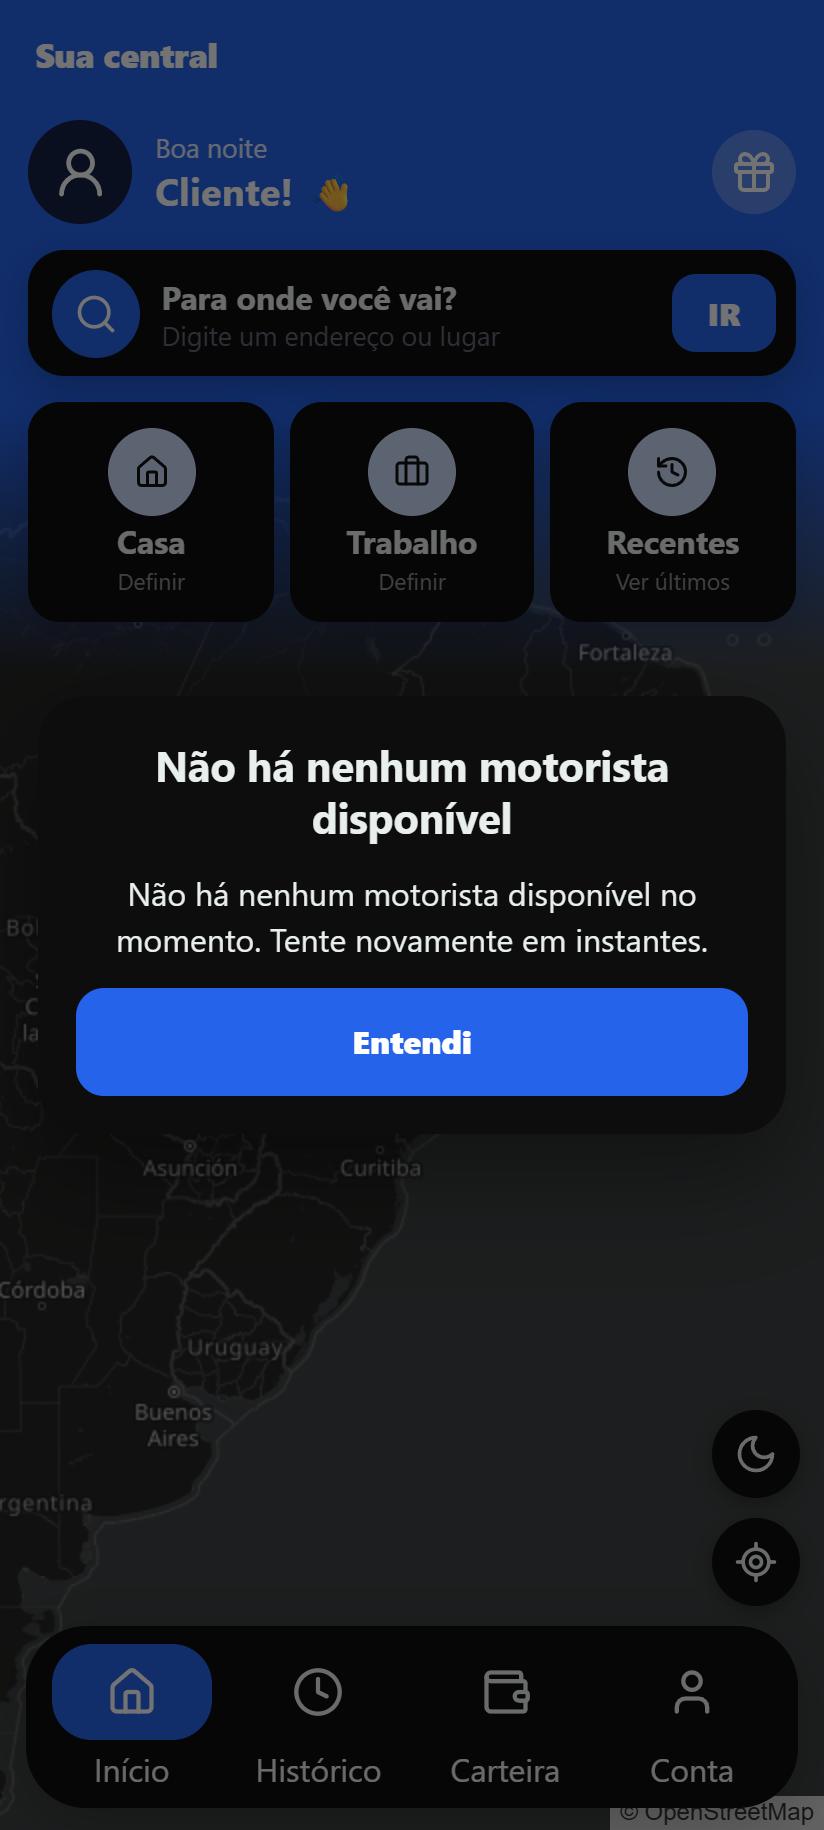 Sua central
Boa noite
Cliente! 👋
Para onde você vai?
Digite um endereço ou lugar
IR
Casa
Definir
Trabalho
Definir
Recentes
Ver últimos
Fortaleza
Não há nenhum motorista
disponível
Não há nenhum motorista disponível no
momento. Tente novamente em instantes.
Entendi
Asunción
Curitiba
Córdoba
Uruguay
Buenos
Aires
rgentina
Início
Histórico
Carteira
Conta
© OpenStreetMap